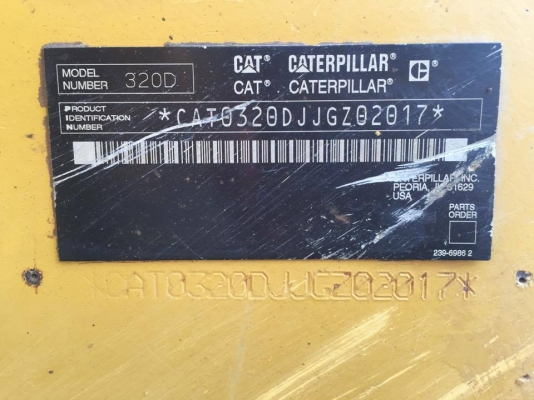 MODEL NUMBER 320D
CAT® CATERPILLAR® C®
CAT® CATERPILLAR®
PRODUCT IDENTIFICATION NUMBER *CAT0320DJJGZ02017*
CATERPILLAR INC.
PEORIA, IL 61629
USA
PARTS ORDER
239-6986 2
*CAT0320DJJGZ02017*